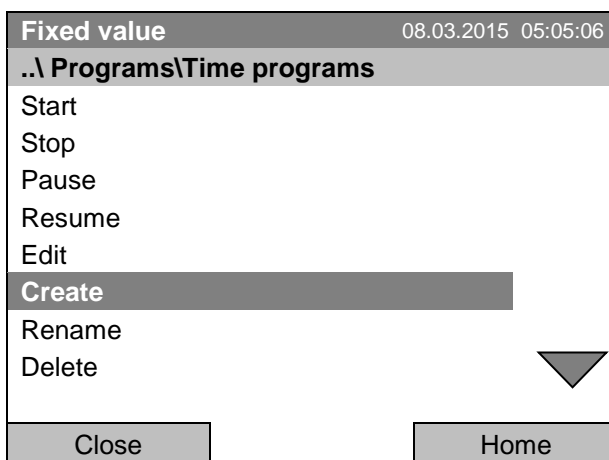 Fixed value 08.03.2015 05:05:06
..\ Programs\Time programs
Start
Stop
Pause
Resume
Edit
Create
Rename
Delete
Close Home